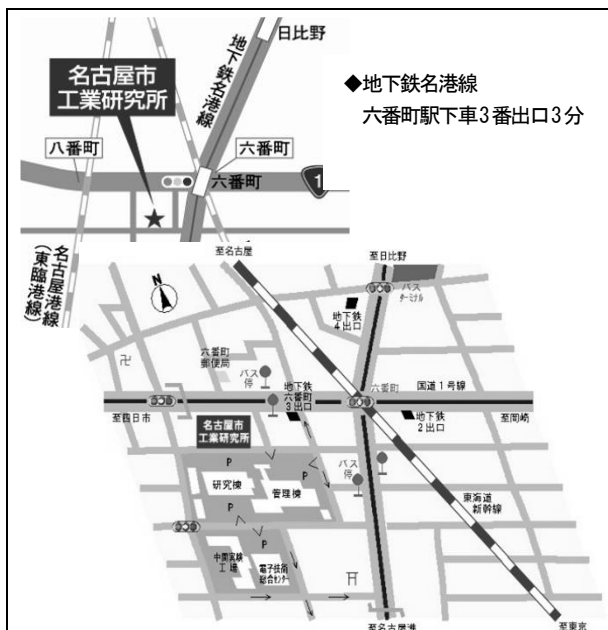 日比野
地下鉄名港線
名古屋市
工業研究所
八番町
六番町
六番町
1
名古屋港線
(東臨港線)
◆地下鉄名港線
六番町駅下車3番出口3分
至名古屋
至日比野
N
バス
ターミナル
地下鉄
4出口
卍
六番町
郵便局
バス
停
地下鉄
六番町
3出口
六番町
国道1号線
至四日市
地下鉄
2出口
至岡崎
名古屋市
工業研究所
P
研究棟
管理棟
バス
停
P
東海道
新幹線
P
中間実験
工場
電子技術
総合センター
至名古屋港
至東京